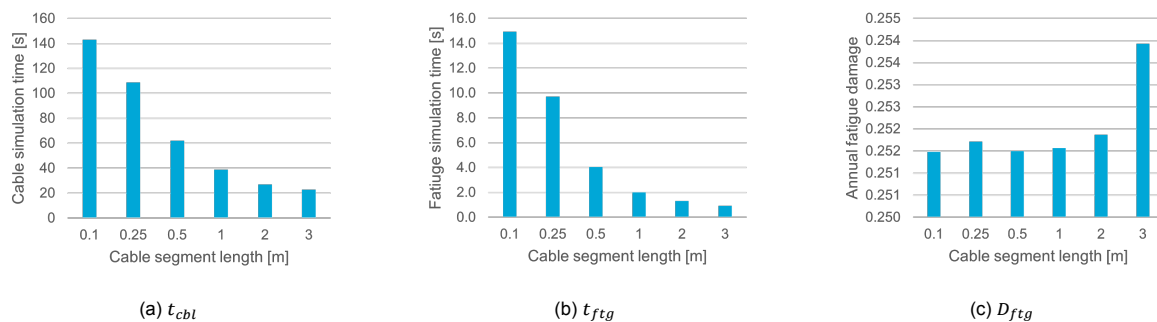 160
140
120
100
80
60
40
20
0
Cable simulation time [s]
0.1 0.25 0.5 1 2 3
Cable segment length [m]
(a) t_cbl
16.0
14.0
12.0
10.0
8.0
6.0
4.0
2.0
0.0
Fatiuge simulation time [s]
0.1 0.25 0.5 1 2 3
Cable segment length [m]
(b) t_ftg
0.255
0.254
0.254
0.253
0.253
0.252
0.252
0.251
0.251
0.250
Annual fatigue damage
0.1 0.25 0.5 1 2 3
Cable segment length [m]
(c) D_ftg